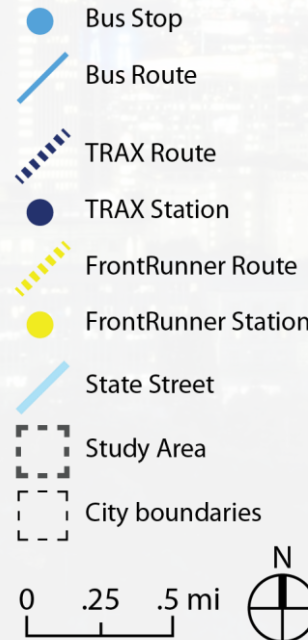 Bus Stop
Bus Route
TRAX Route
TRAX Station
FrontRunner Route
FrontRunner Station
State Street
Study Area
City boundaries
N
0 .25 .5 mi